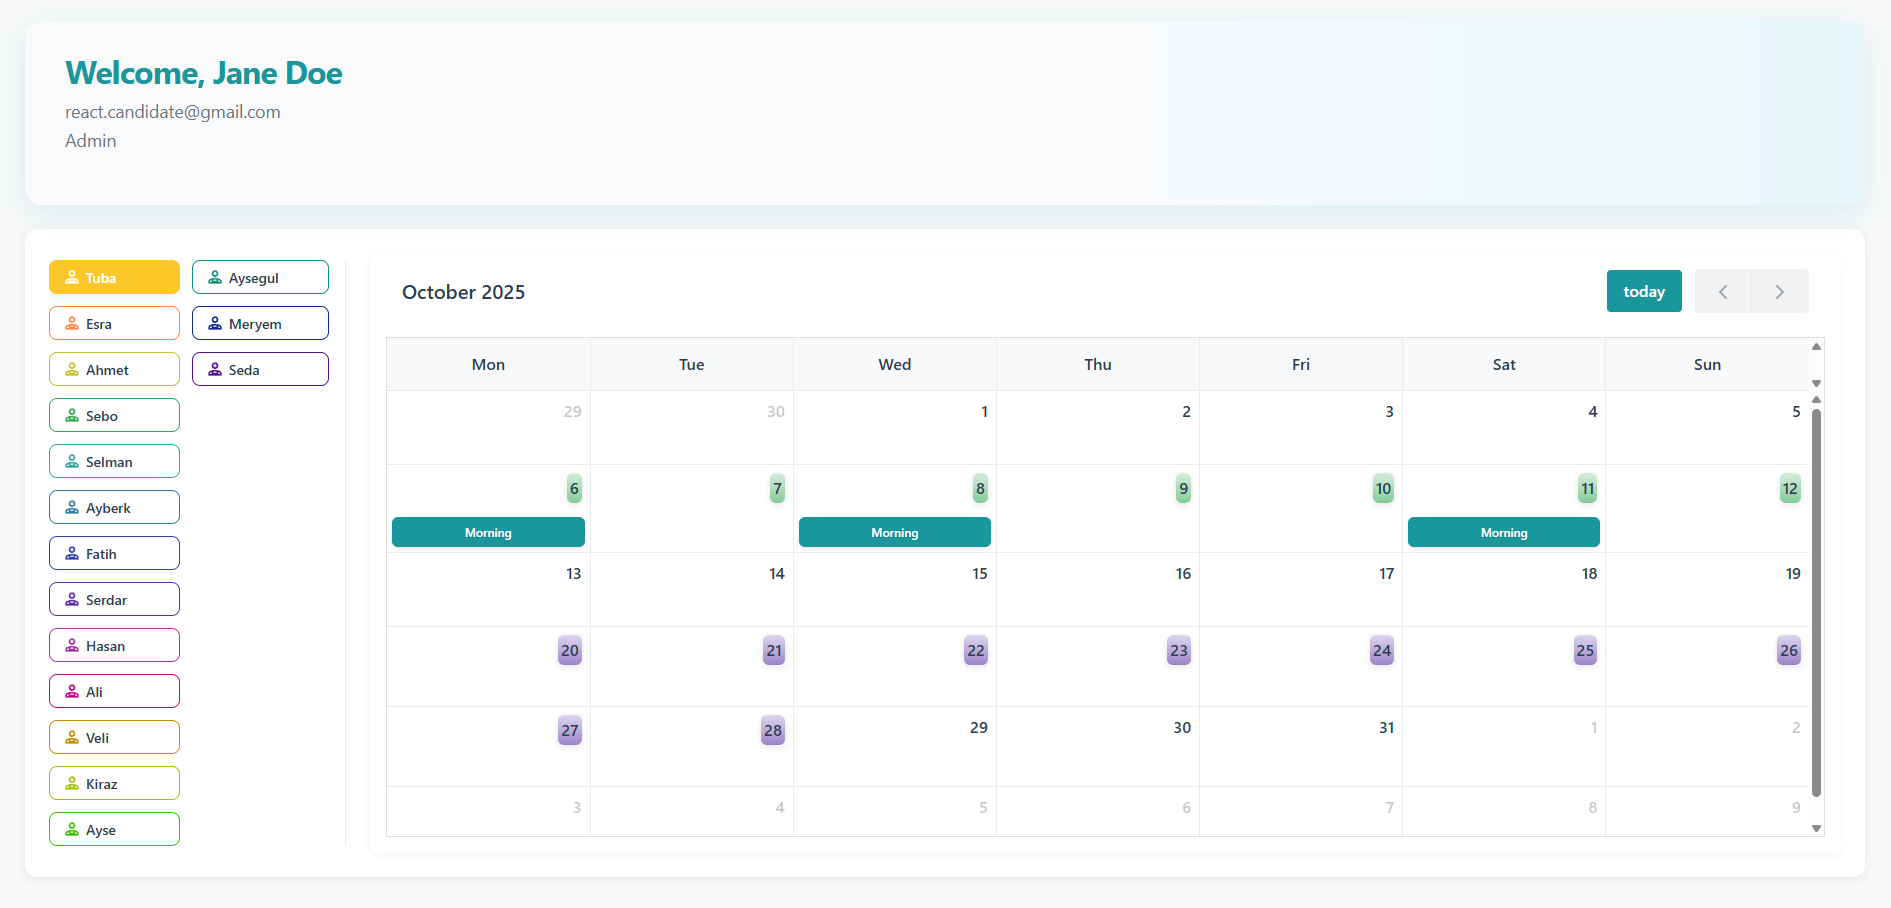 Welcome, Jane Doe
react.candidate@gmail.com
Admin
Tuba
Aysegul
Esra
Meryem
Ahmet
Seda
Sebo
Selman
Ayberk
Fatih
Serdar
Hasan
Ali
Veli
Kiraz
Ayse
October 2025
today
Mon Tue Wed Thu Fri Sat Sun
29 30 1 2 3 4 5
6 7 8 9 10 11 12
Morning Morning Morning
13 14 15 16 17 18 19
20 21 22 23 24 25 26
27 28 29 30 31 1 2
3 4 5 6 7 8 9